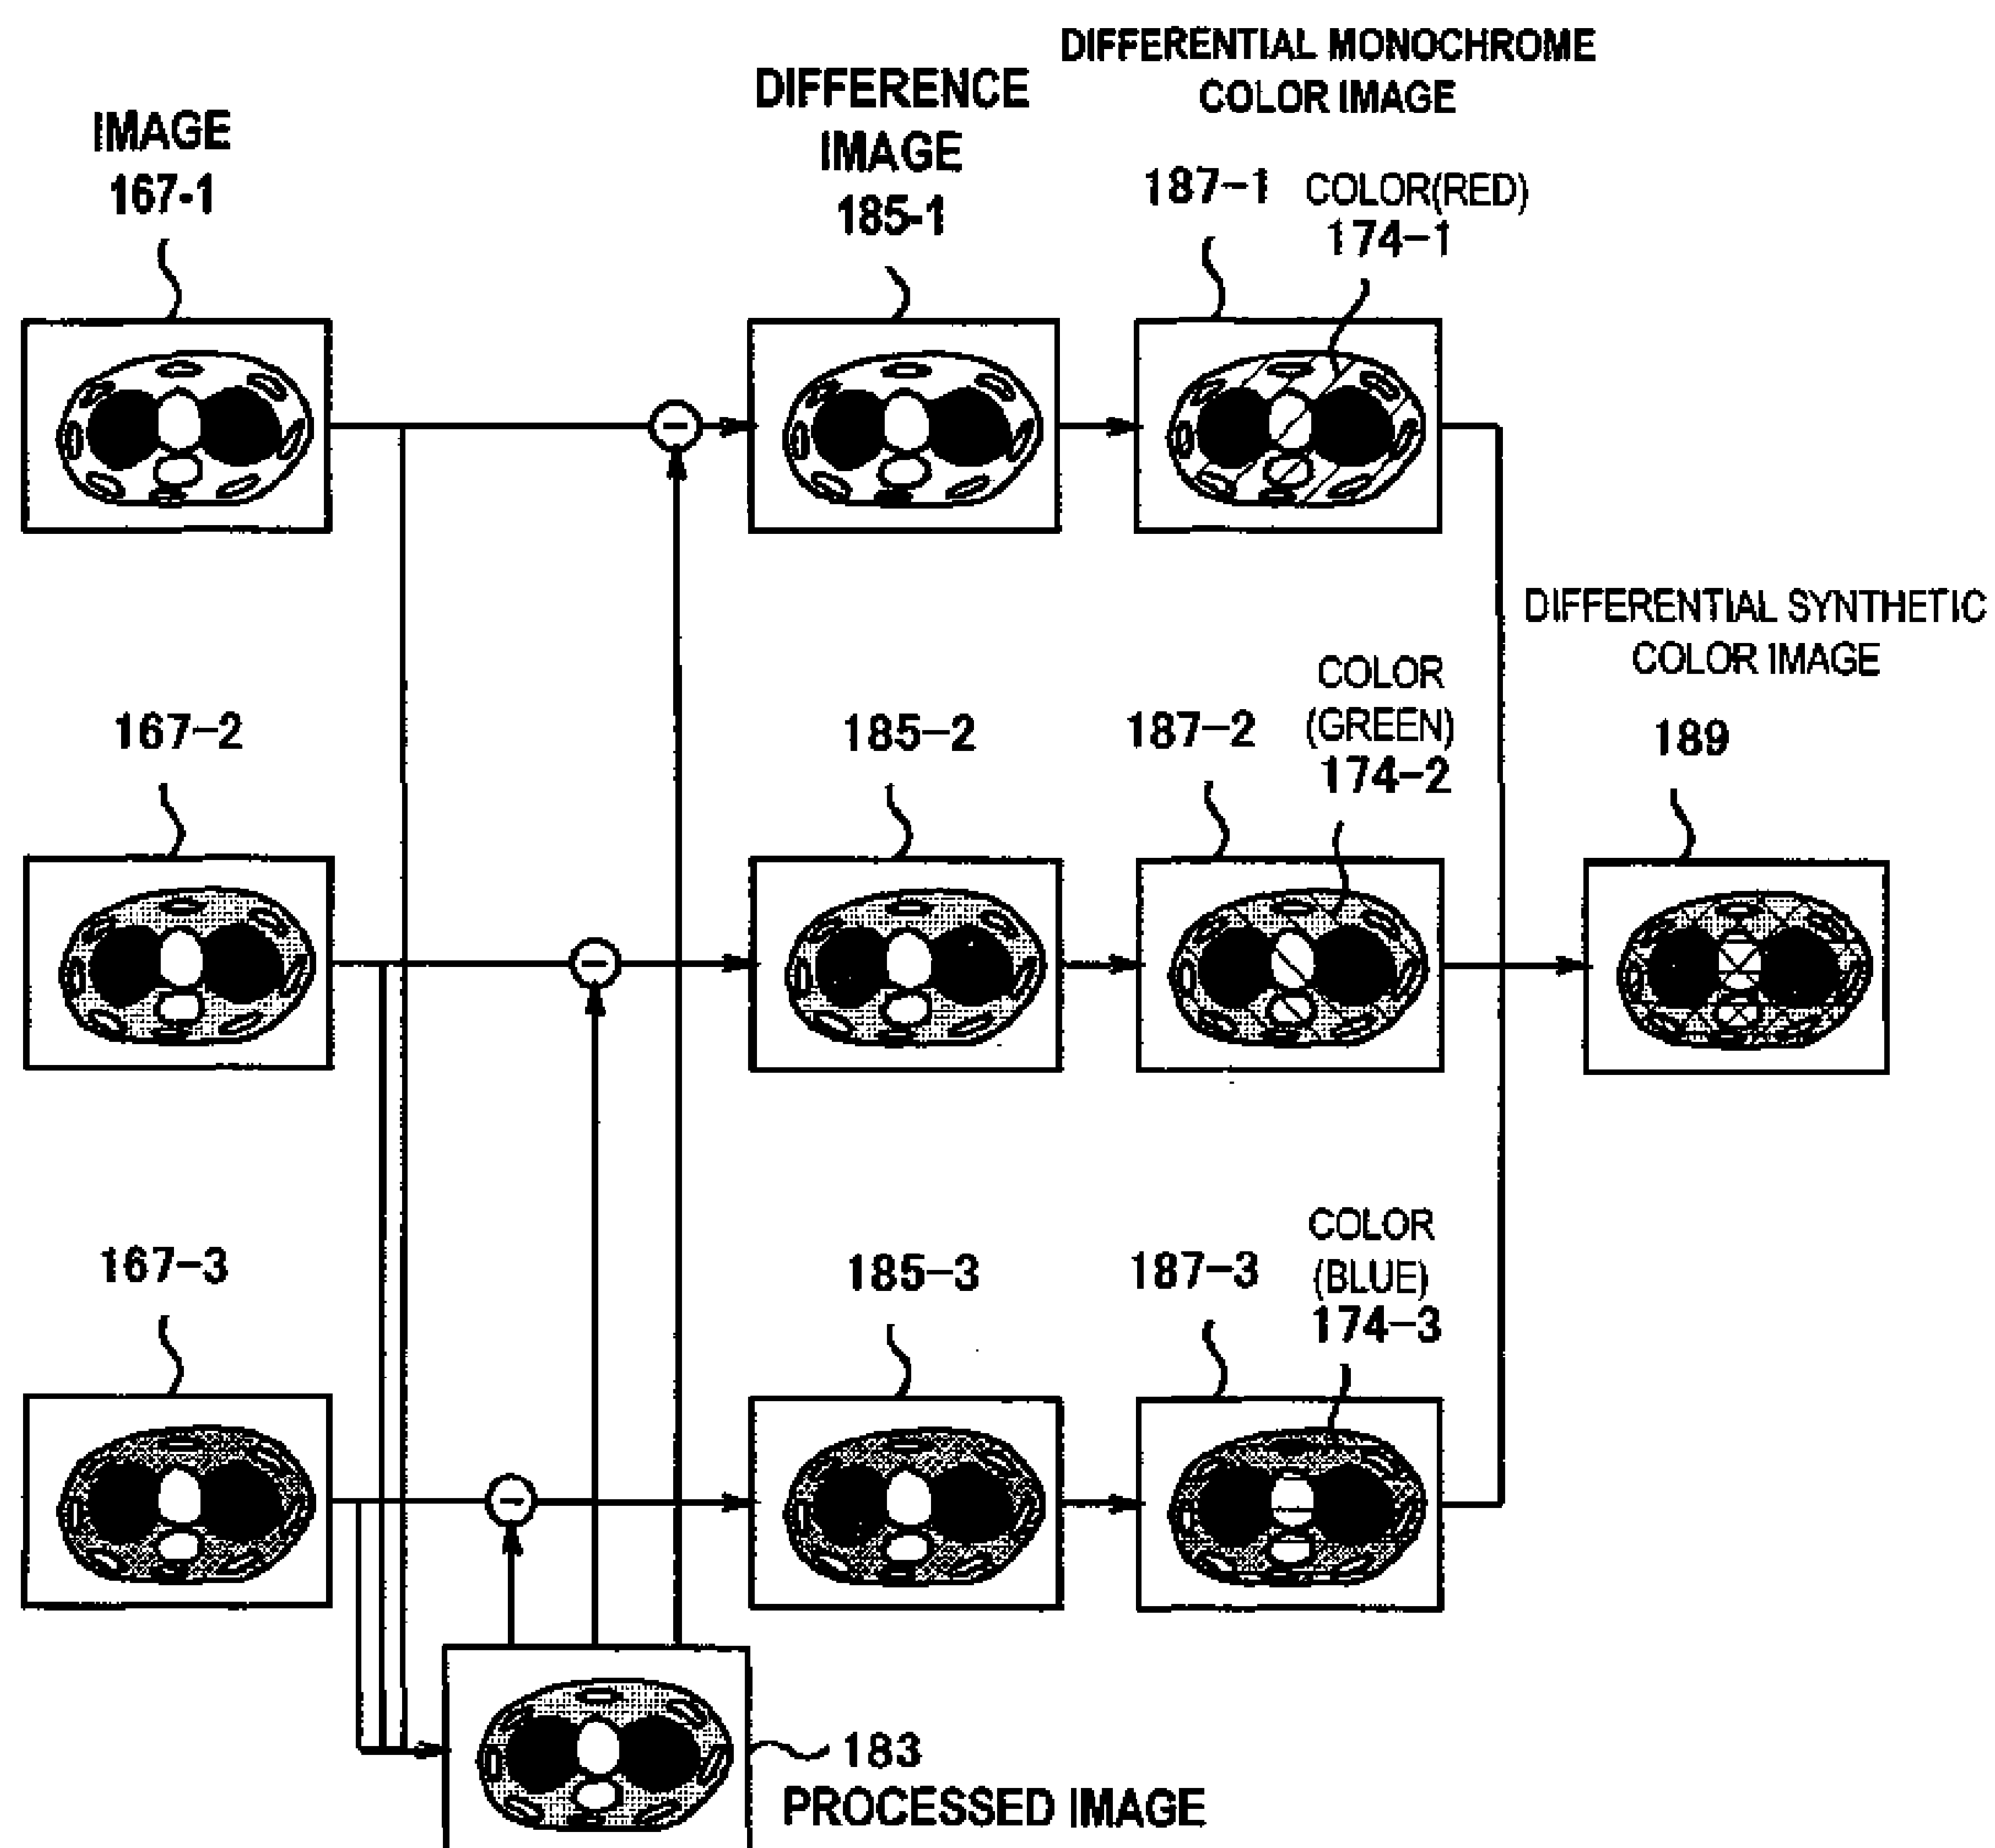 DIFFERENTIAL MONOCHROME
COLOR IMAGE
DIFFERENCE
IMAGE
185-1
IMAGE
167-1
187-1
COLOR(RED)
174-1
DIFFERENTIAL SYNTHETIC
COLOR IMAGE
189
167-2
185-2
187-2
COLOR
(GREEN)
174-2
167-3
185-3
187-3
COLOR
(BLUE)
174-3
183
PROCESSED IMAGE